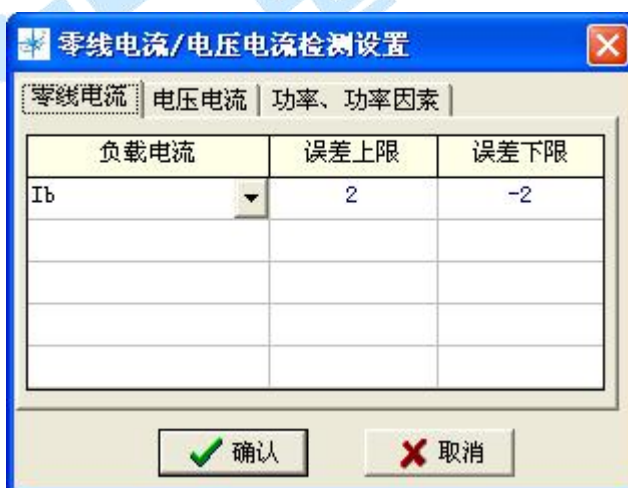 零线电流/电压电流检测设置
零线电流 电压电流 功率、功率因素
负载电流 误差上限 误差下限
Ib 2 -2
确认 取消